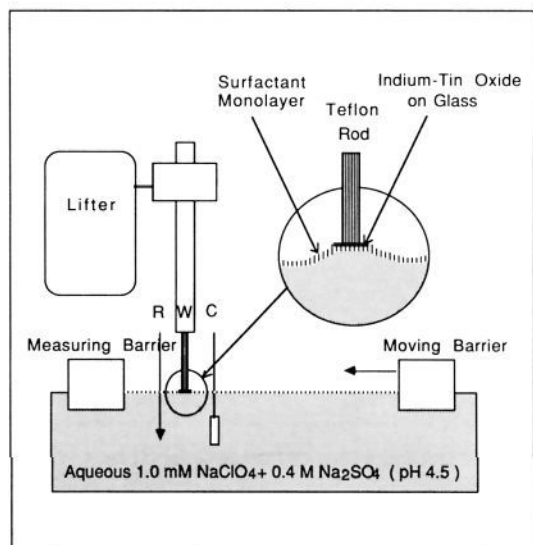 Surfactant
Monolayer
Indium-Tin Oxide
on Glass
Teflon
Rod
Lifter
R W C
Measuring Barrier
Moving Barrier
Aqueous 1.0 mM NaClO4+ 0.4 M Na2SO4 ( pH 4.5 )